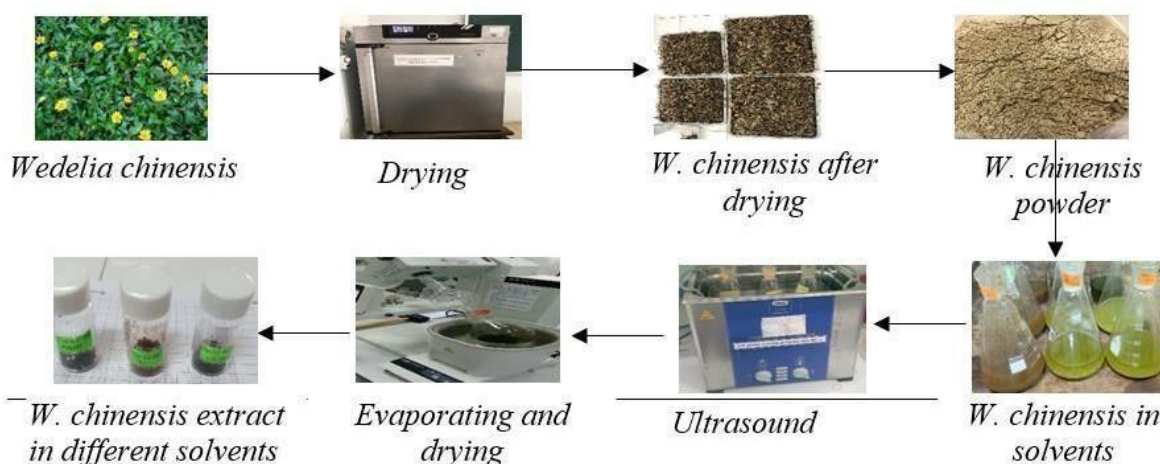 Wedelia chinensis
Drying
W. chinensis after
drying
W. chinensis
powder
W. chinensis in
solvents
Ultrasound
Evaporating and
drying
W. chinensis extract
in different solvents